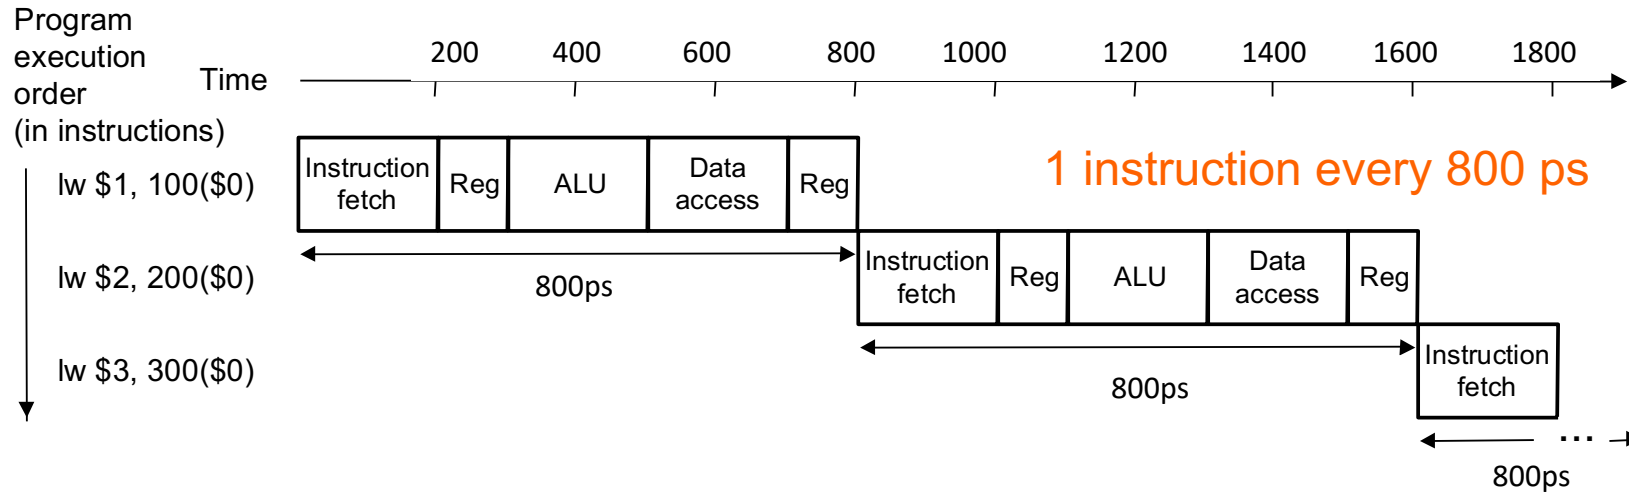 Program
execution
order
(in instructions)
Time
200 400 600 800 1000 1200 1400 1600 1800
lw $1, 100($0)
Instruction
fetch
Reg
ALU
Data
access
Reg
1 instruction every 800 ps
lw $2, 200($0)
800ps
Instruction
fetch
Reg
ALU
Data
access
Reg
lw $3, 300($0)
800ps
Instruction
fetch
...
800ps